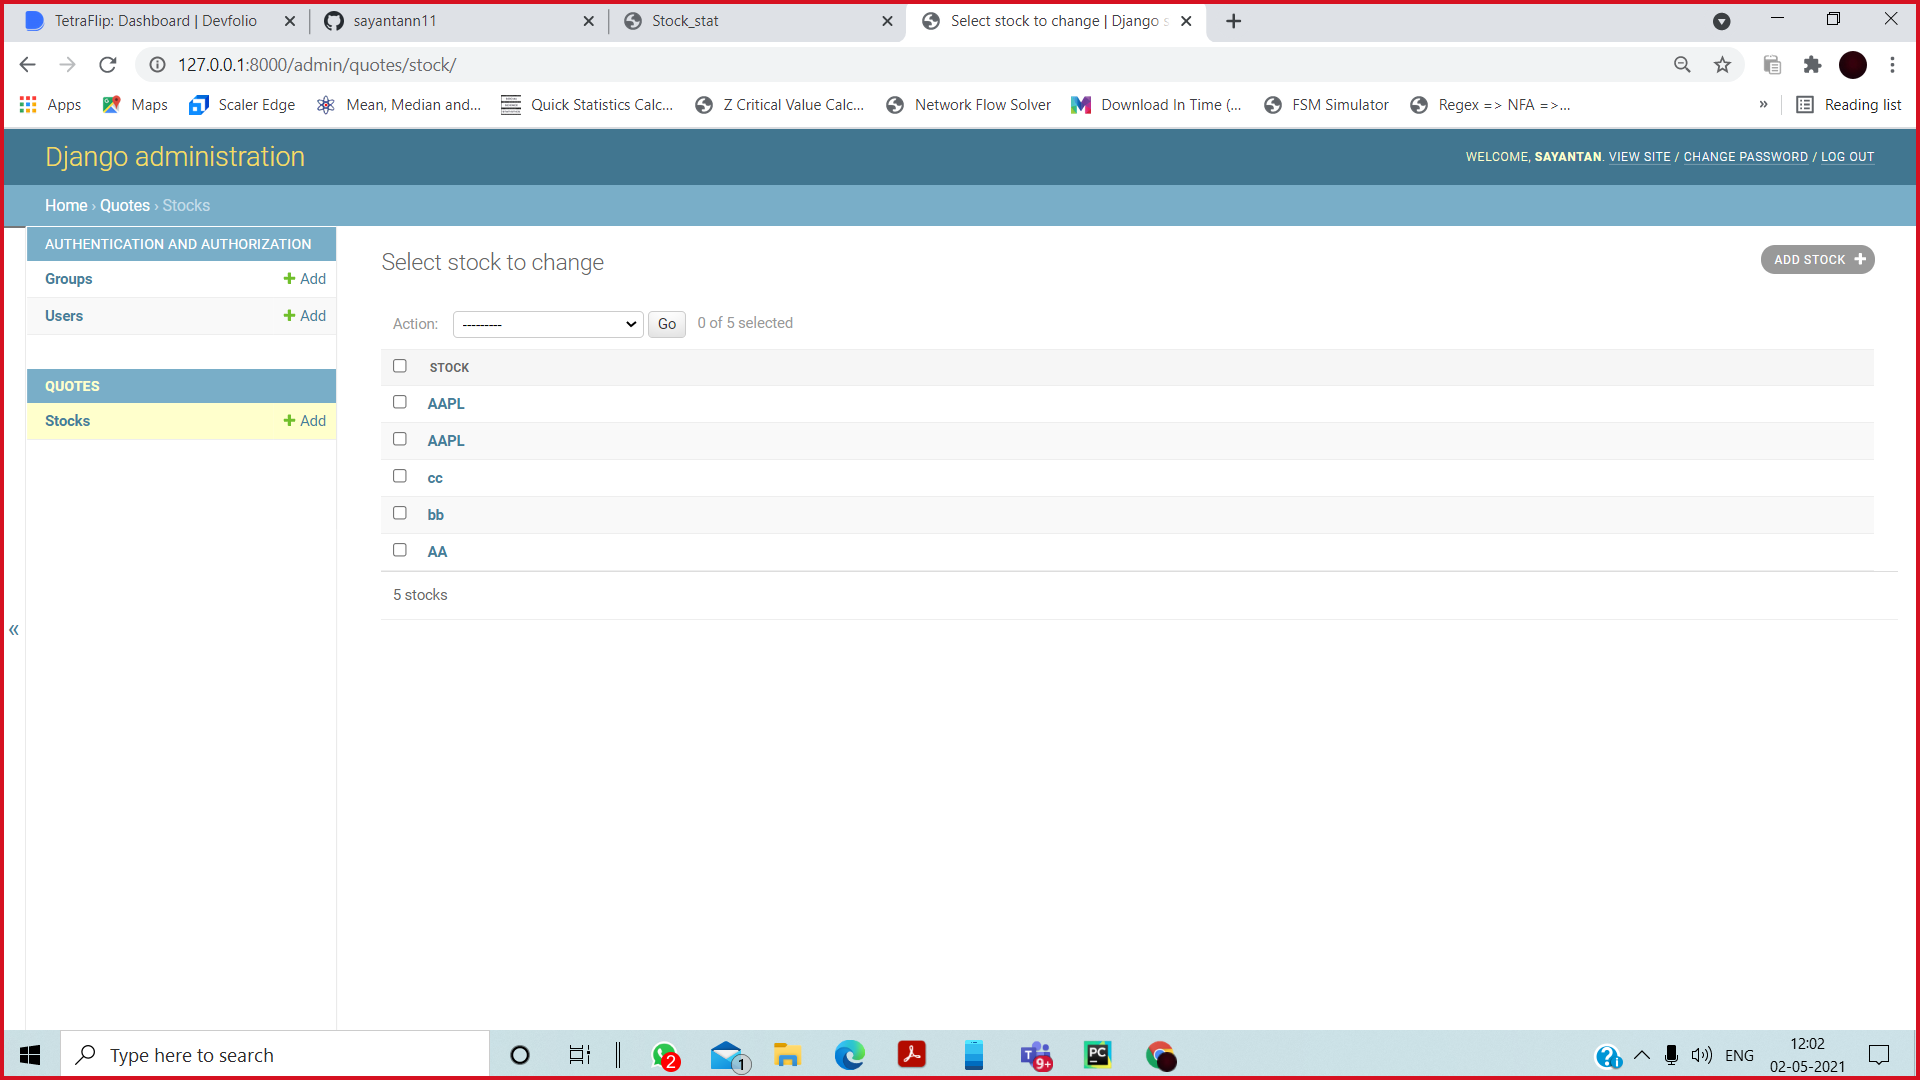 TetraFlip: Dashboard | Devfolio
sayantann11
Stock_stat
Select stock to change | Django s
127.0.0.1:8000/admin/quotes/stock/
Apps
Maps
Scaler Edge
Mean, Median and...
Quick Statistics Calc...
Z Critical Value Calc...
Network Flow Solver
Download In Time (...
FSM Simulator
Regex => NFA =>...
»
Reading list
Django administration
WELCOME, SAYANTAN. VIEW SITE / CHANGE PASSWORD / LOG OUT
Home › Quotes › Stocks
AUTHENTICATION AND AUTHORIZATION
Groups
+ Add
Users
+ Add
QUOTES
Stocks
+ Add
«
Select stock to change
ADD STOCK +
Action: --------- Go 0 of 5 selected
STOCK
AAPL
AAPL
cc
bb
AA
5 stocks
Type here to search
2
1
T
9+
PC
ENG
12:02
02-05-2021